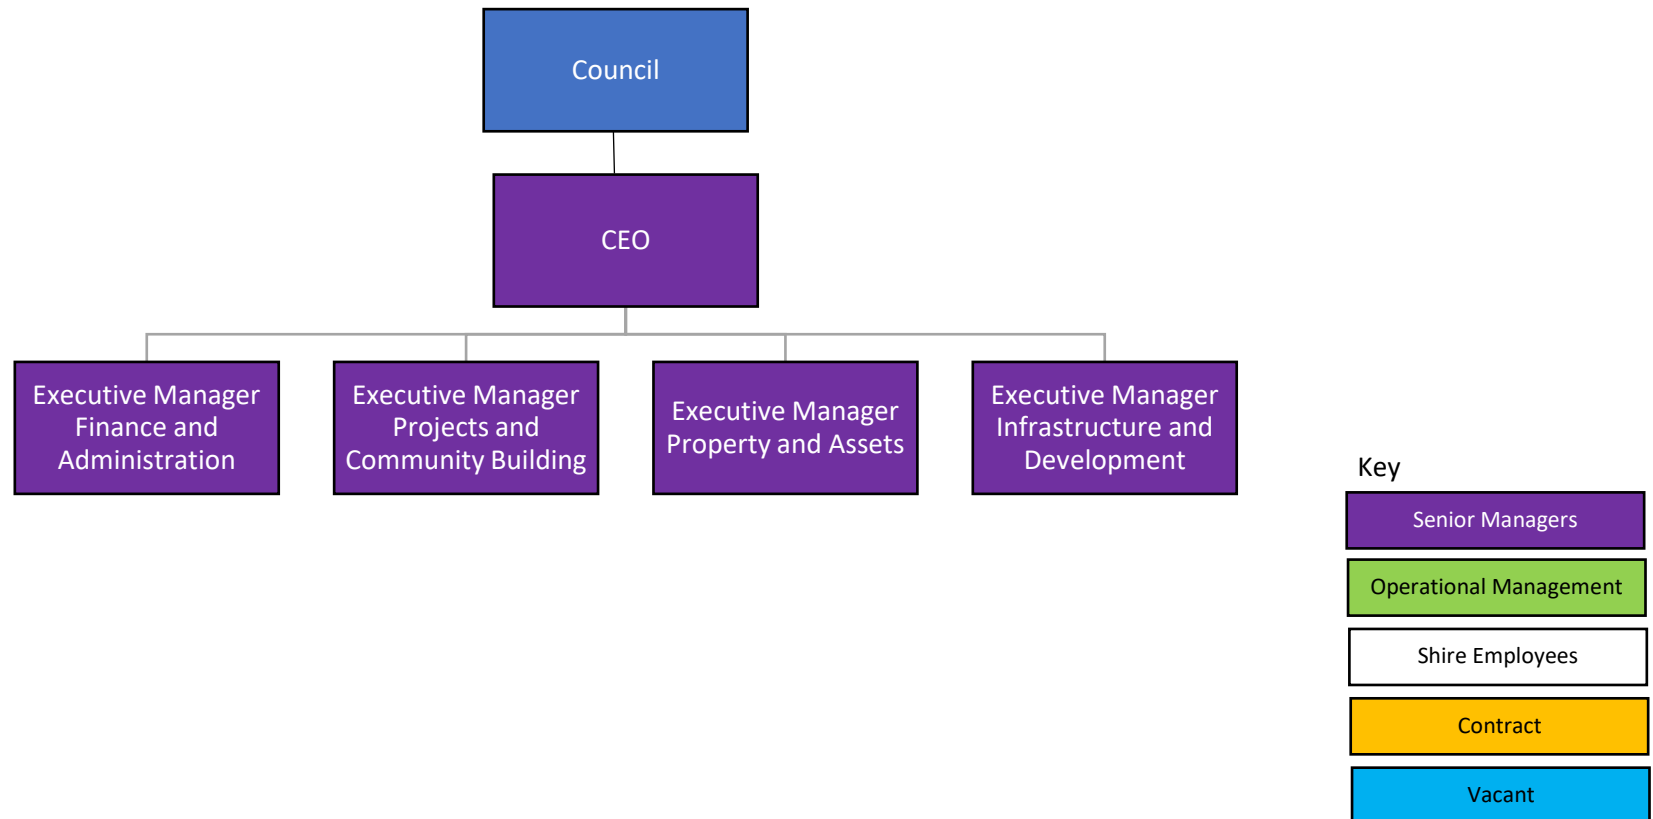 Council
CEO
Executive Manager
Finance and
Administration
Executive Manager
Projects and
Community Building
Executive Manager
Property and Assets
Executive Manager
Infrastructure and
Development
Key
Senior Managers
Operational Management
Shire Employees
Contract
Vacant